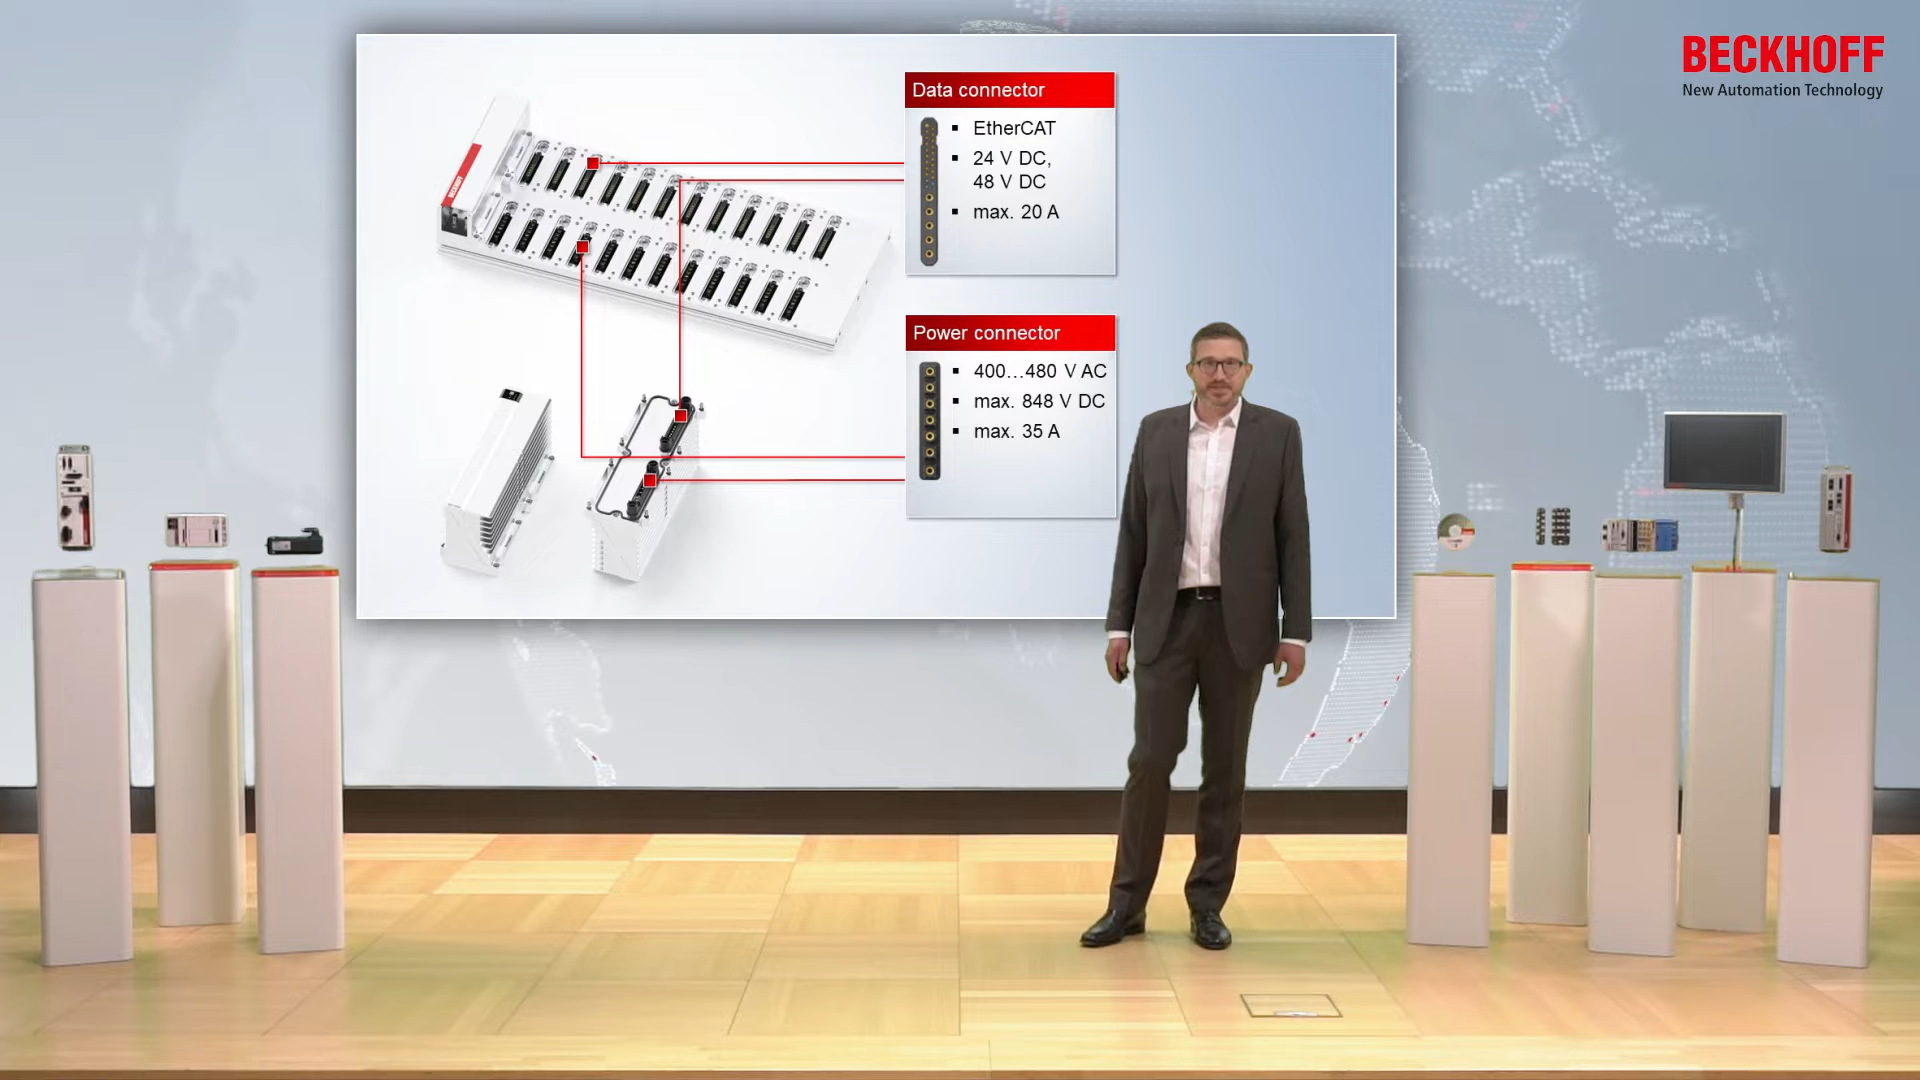 BECKHOFF
New Automation Technology
Data connector
▪ EtherCAT
▪ 24 V DC,
48 V DC
▪ max. 20 A
Power connector
▪ 400…480 V AC
▪ max. 848 V DC
▪ max. 35 A
BECKHOFF